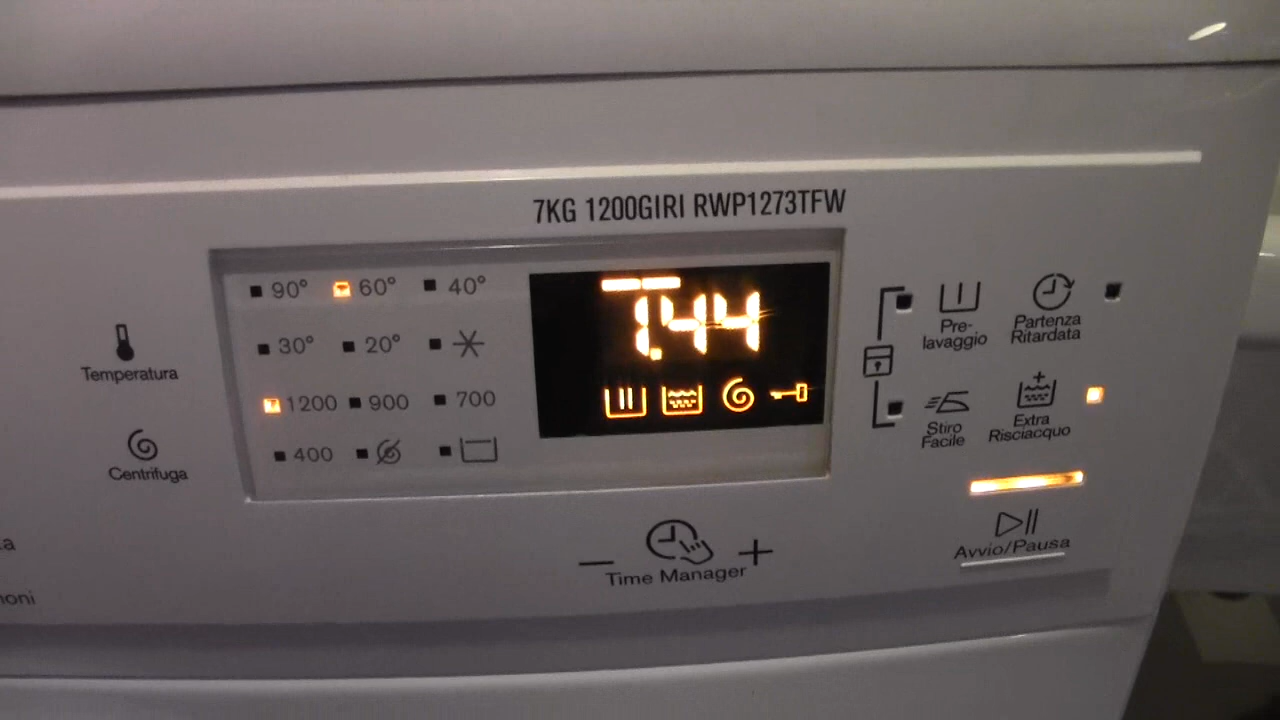 7KG 1200GIRI RWP1273TFW
90° 60° 40°
30° 20°
1200 900 700
400
Temperatura
Centrifuga
1.44
Pre-
lavaggio
Partenza
Ritardata
Stiro
Facile
Extra
Risciacquo
Time Manager
Avvio/Pausa